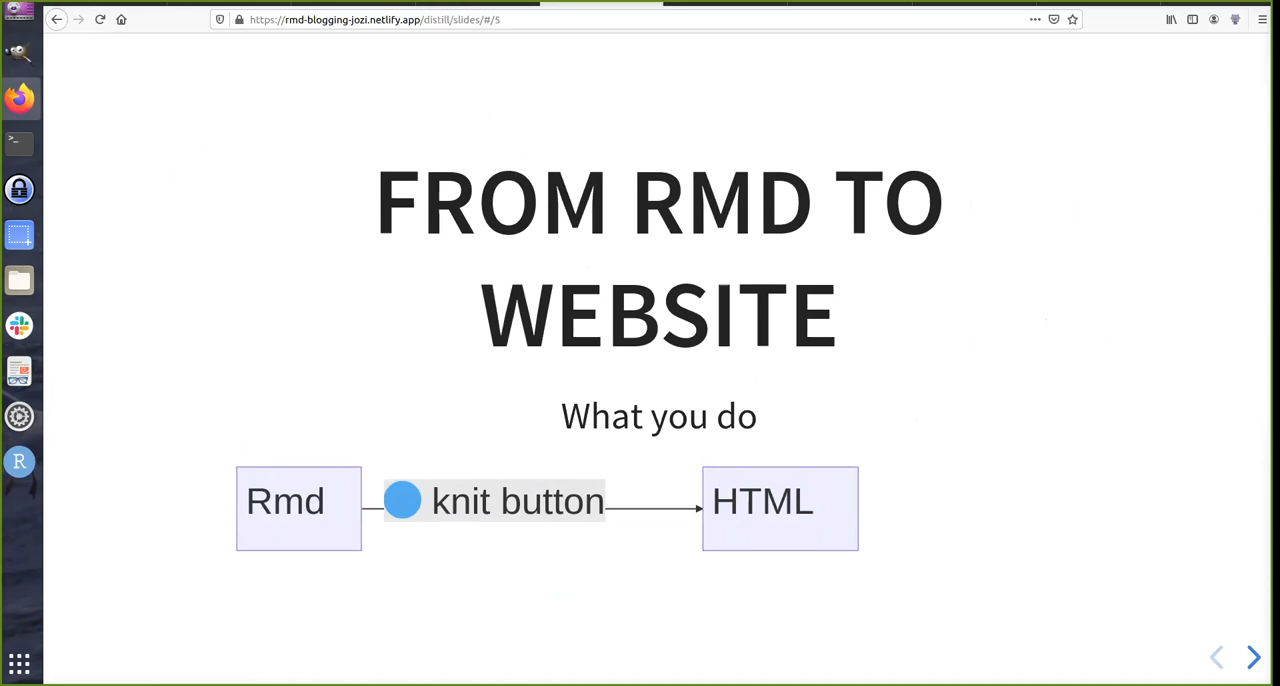 https://rmd-blogging-jozi.netlify.app/distill/slides/#/5
FROM RMD TO
WEBSITE
What you do
Rmd
knit button
HTML
>_
R